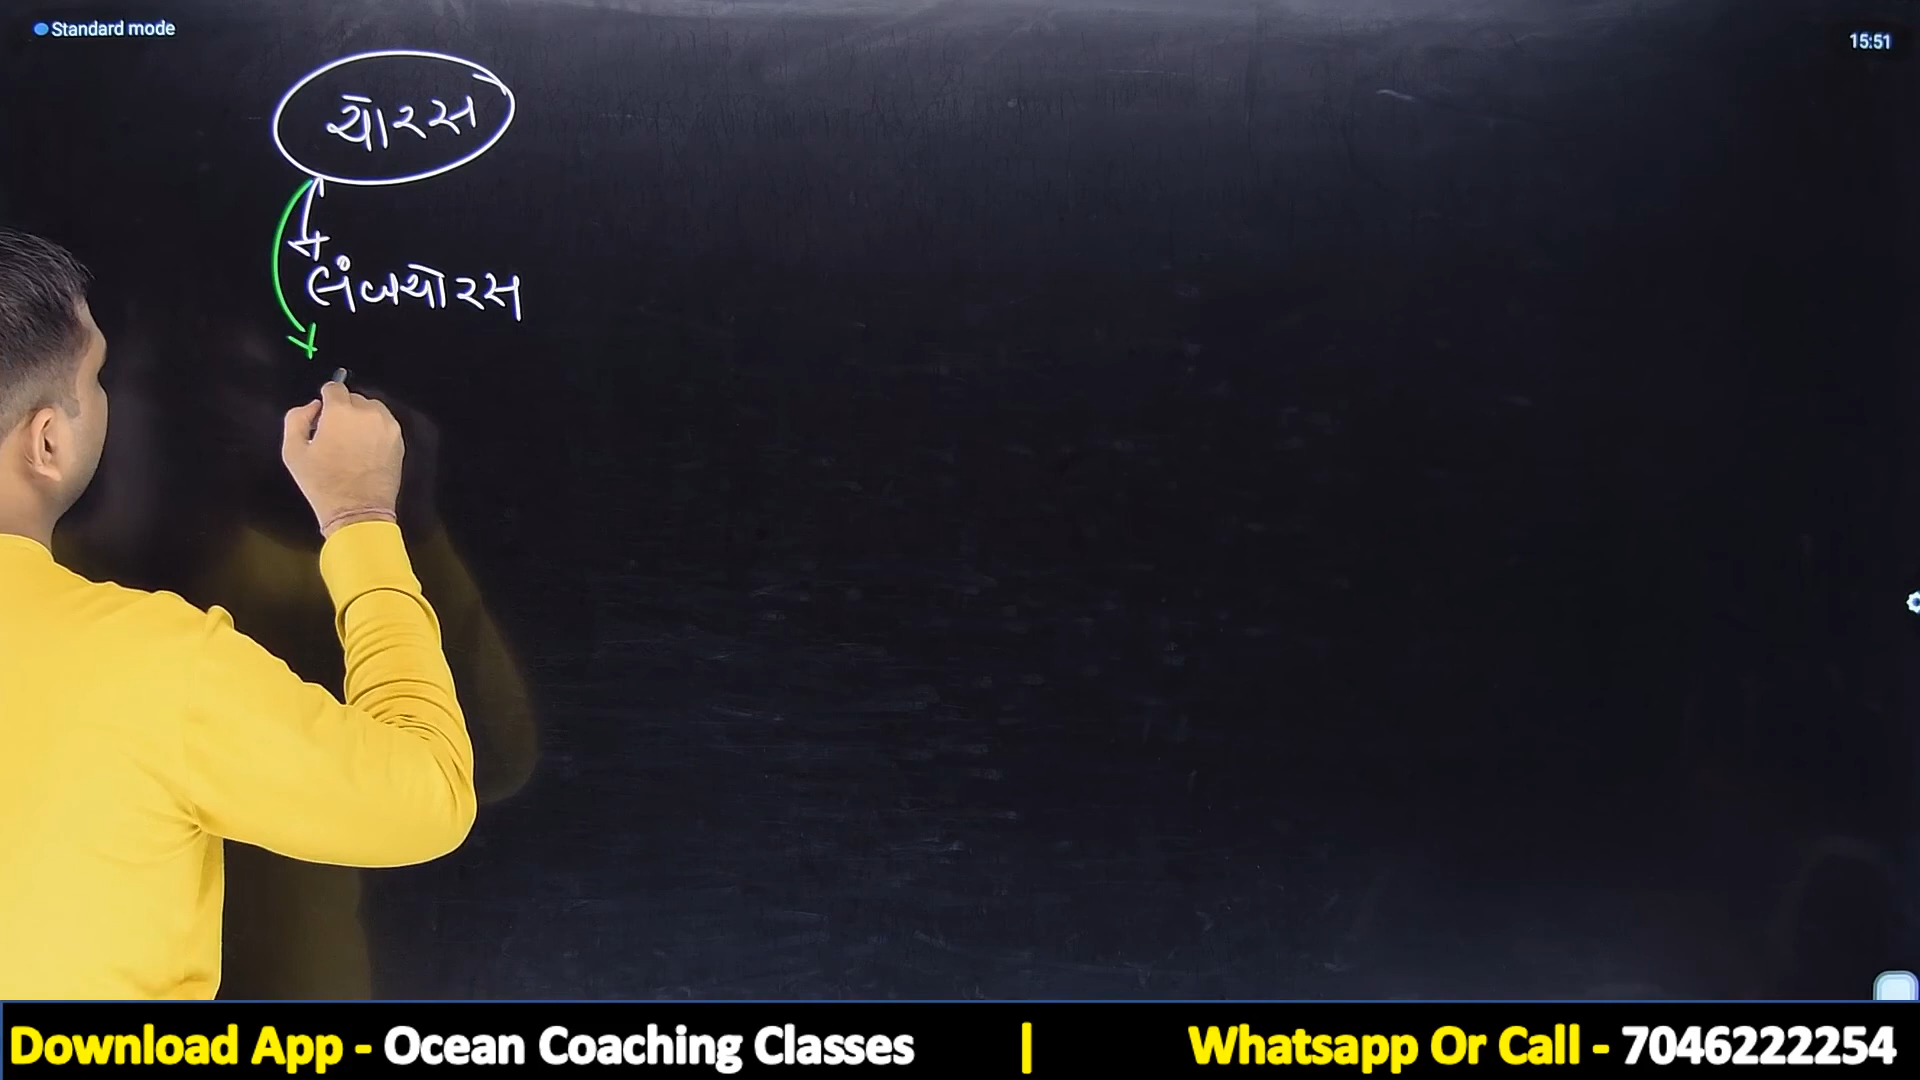 Standard mode
15:51
ચોરસ
લંબચોરસ
Download App - Ocean Coaching Classes | Whatsapp Or Call - 7046222254